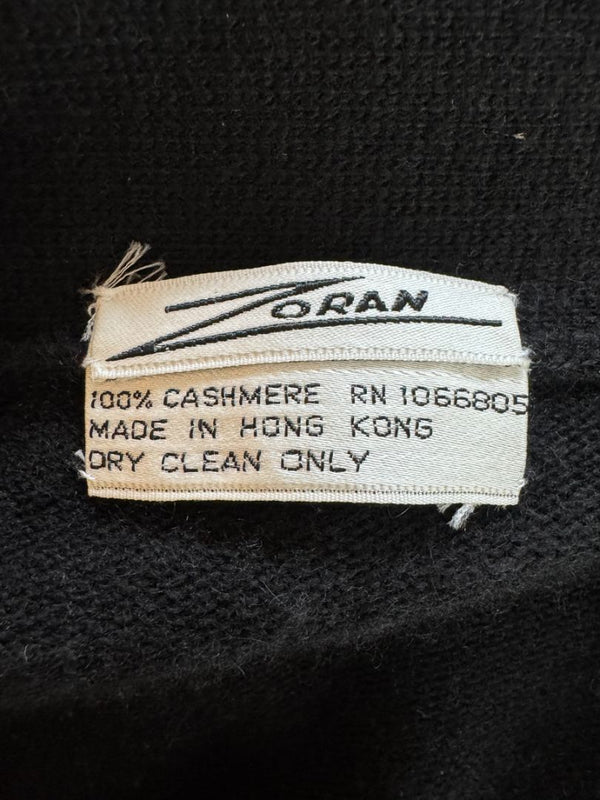 ZORAN
100% CASHMERE RN 1066805
MADE IN HONG KONG
DRY CLEAN ONLY